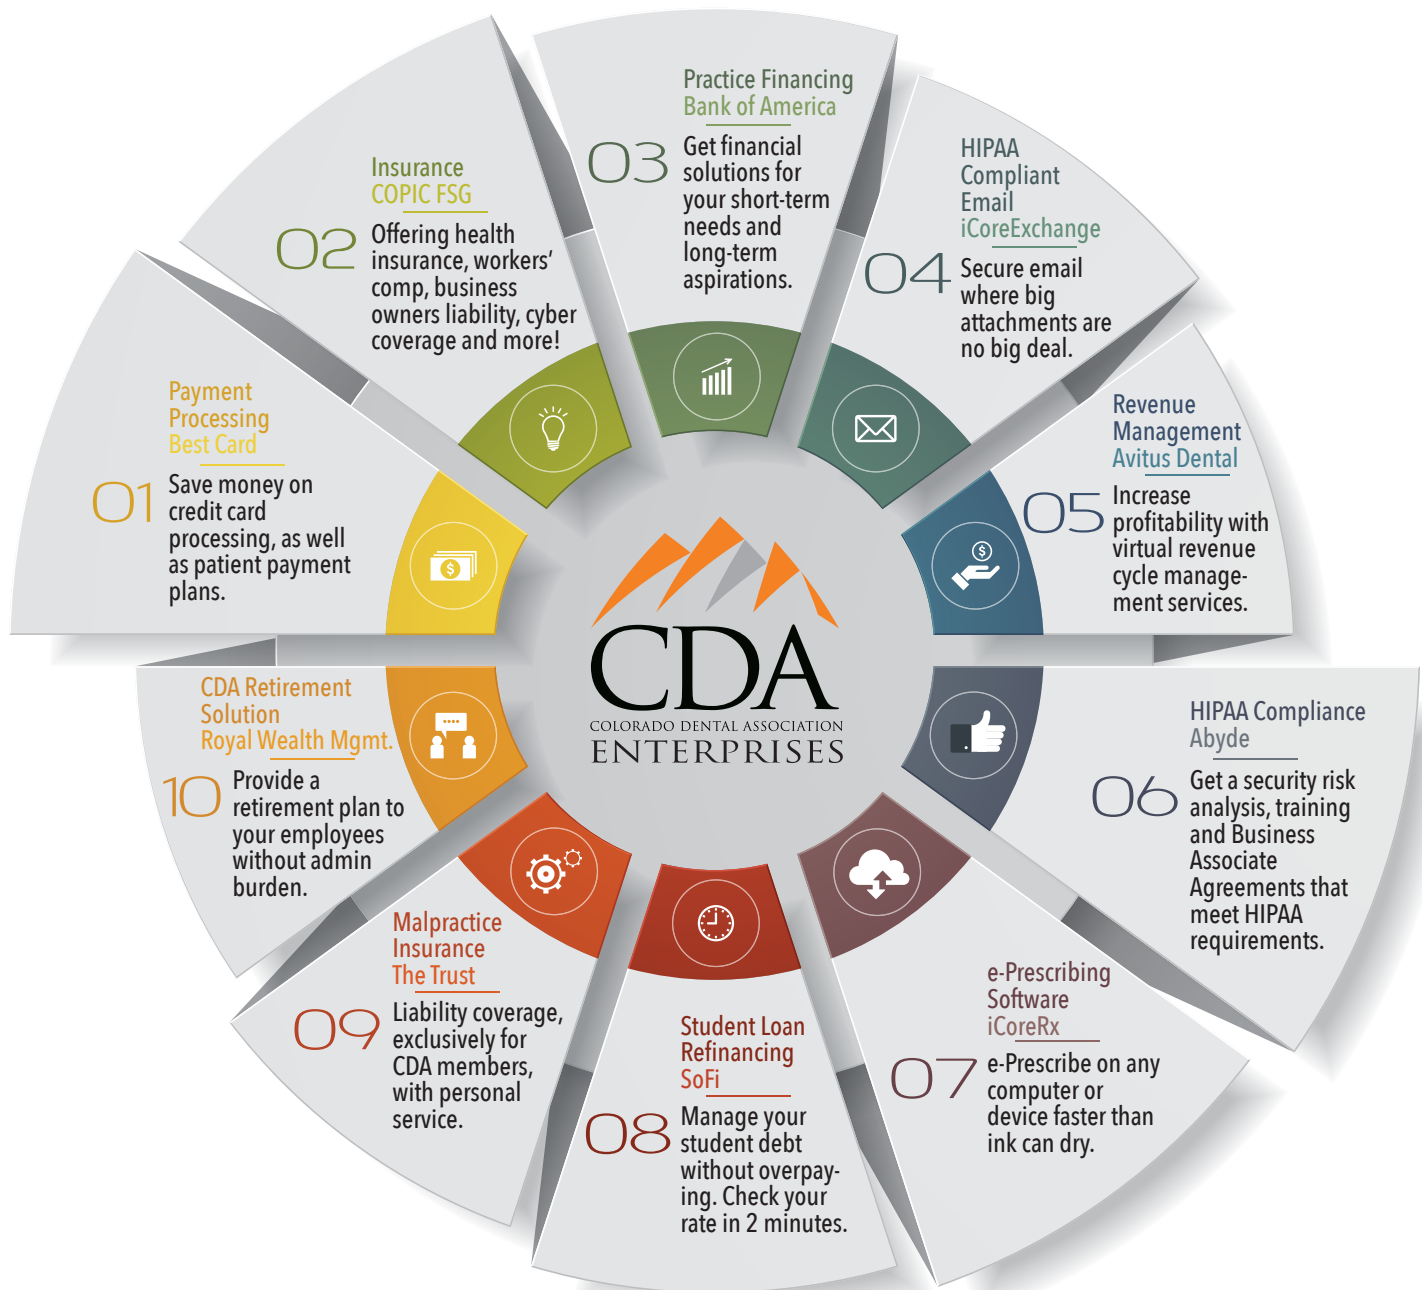 01
Payment
Processing
Best Card
Save money on
credit card
processing, as well
as patient payment
plans.
02
Insurance
COPIC FSG
Offering health
insurance, workers’
comp, business
owners liability, cyber
coverage and more!
03
Practice Financing
Bank of America
Get financial
solutions for
your short-term
needs and
long-term
aspirations.
04
HIPAA
Compliant
Email
iCoreExchange
Secure email
where big
attachments are
no big deal.
05
Revenue
Management
Avitus Dental
Increase
profitability with
virtual revenue
cycle manage-
ment services.
06
HIPAA Compliance
Abyde
Get a security risk
analysis, training
and Business
Associate
Agreements that
meet HIPAA
requirements.
07
e-Prescribing
Software
iCoreRx
e-Prescribe on any
computer or
device faster than
ink can dry.
08
Student Loan
Refinancing
SoFi
Manage your
student debt
without overpay-
ing. Check your
rate in 2 minutes.
09
Malpractice
Insurance
The Trust
Liability coverage,
exclusively for
CDA members,
with personal
service.
10
CDA Retirement
Solution
Royal Wealth Mgmt.
Provide a
retirement plan to
your employees
without admin
burden.
CDA
COLORADO DENTAL ASSOCIATION
ENTERPRISES
$
$